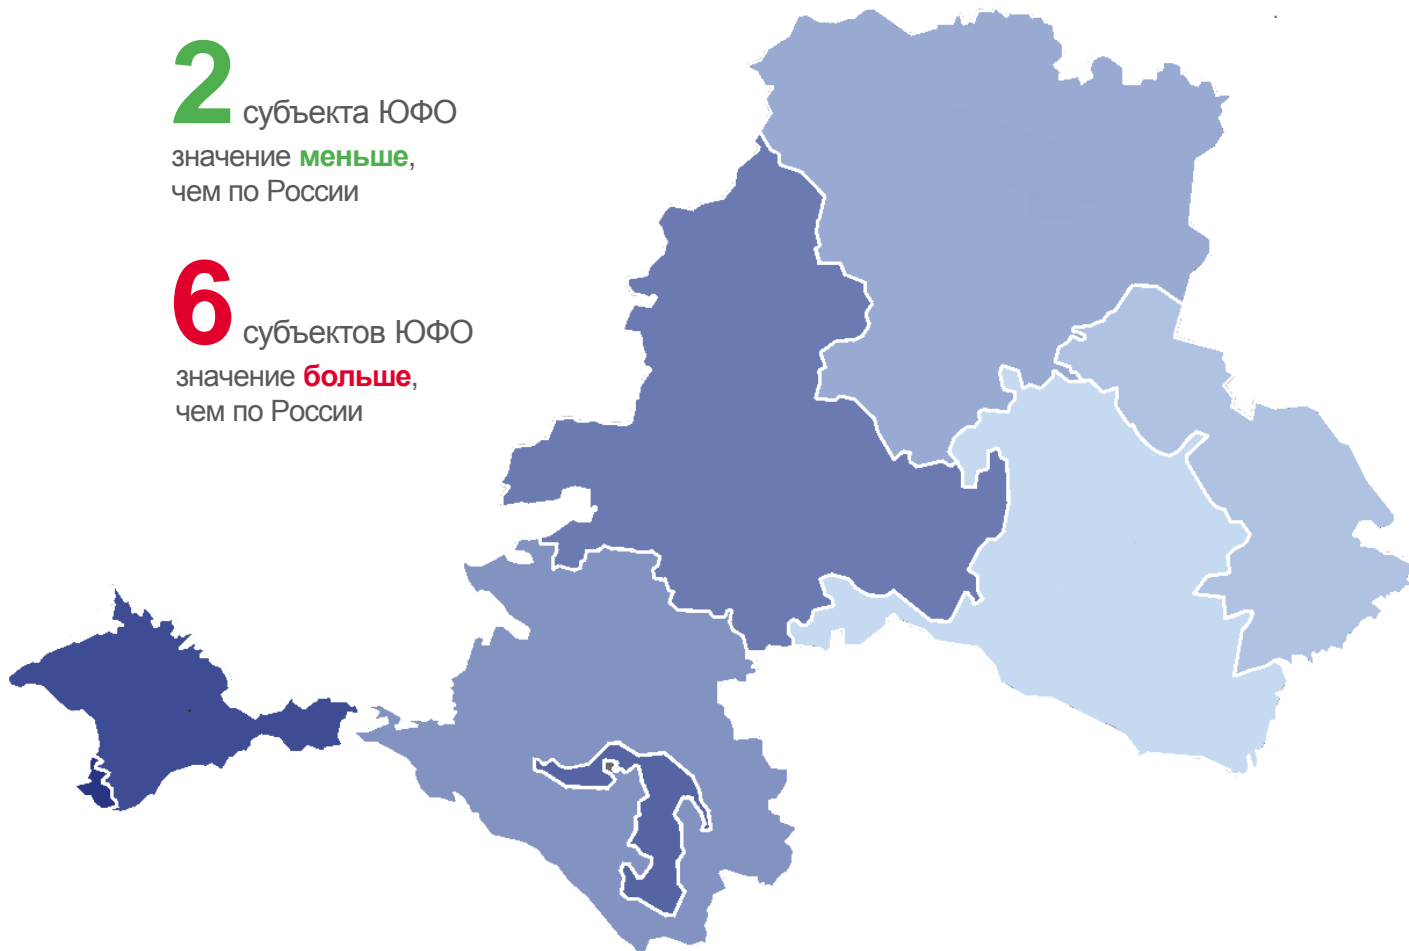 2 субъекта ЮФО
значение меньше,
чем по России
6 субъектов ЮФО
значение больше,
чем по России